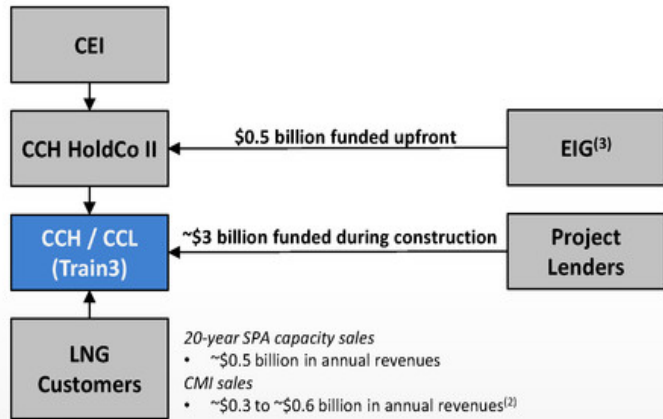 CEI
CCH HoldCo II
$0.5 billion funded upfront
EIG(3)
CCH / CCL
(Train3)
~$3 billion funded during construction
Project
Lenders
LNG
Customers
20-year SPA capacity sales
• ~$0.5 billion in annual revenues
CMI sales
• ~$0.3 to ~$0.6 billion in annual revenues(2)